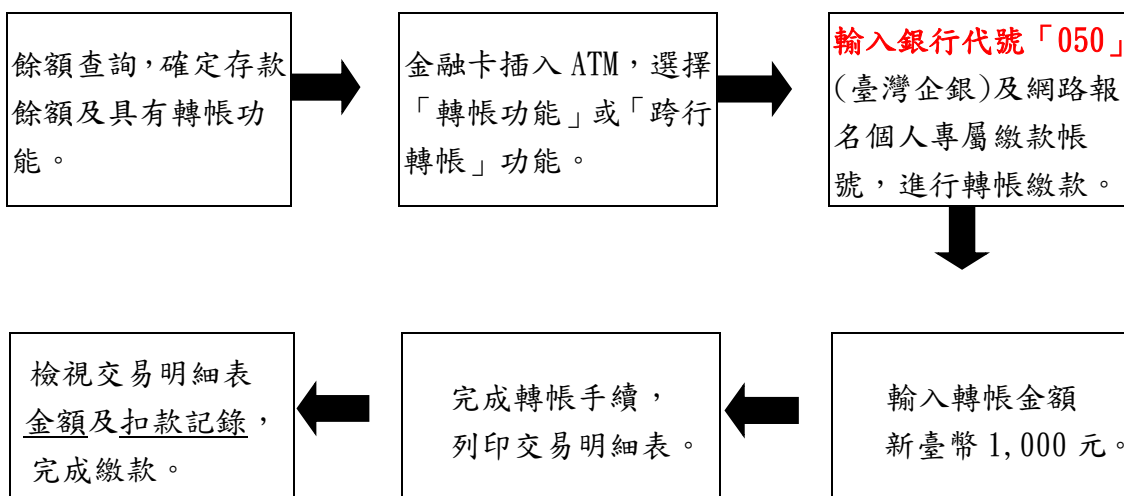 餘額查詢，確定存款
餘額及具有轉帳功
能。
金融卡插入 ATM，選擇
「轉帳功能」或「跨行
轉帳」功能。
輸入銀行代號「050」
(臺灣企銀)及網路報
名個人專屬繳款帳
號，進行轉帳繳款。
輸入轉帳金額
新臺幣 1,000 元。
完成轉帳手續，
列印交易明細表。
檢視交易明細表
金額及扣款記錄，
完成繳款。